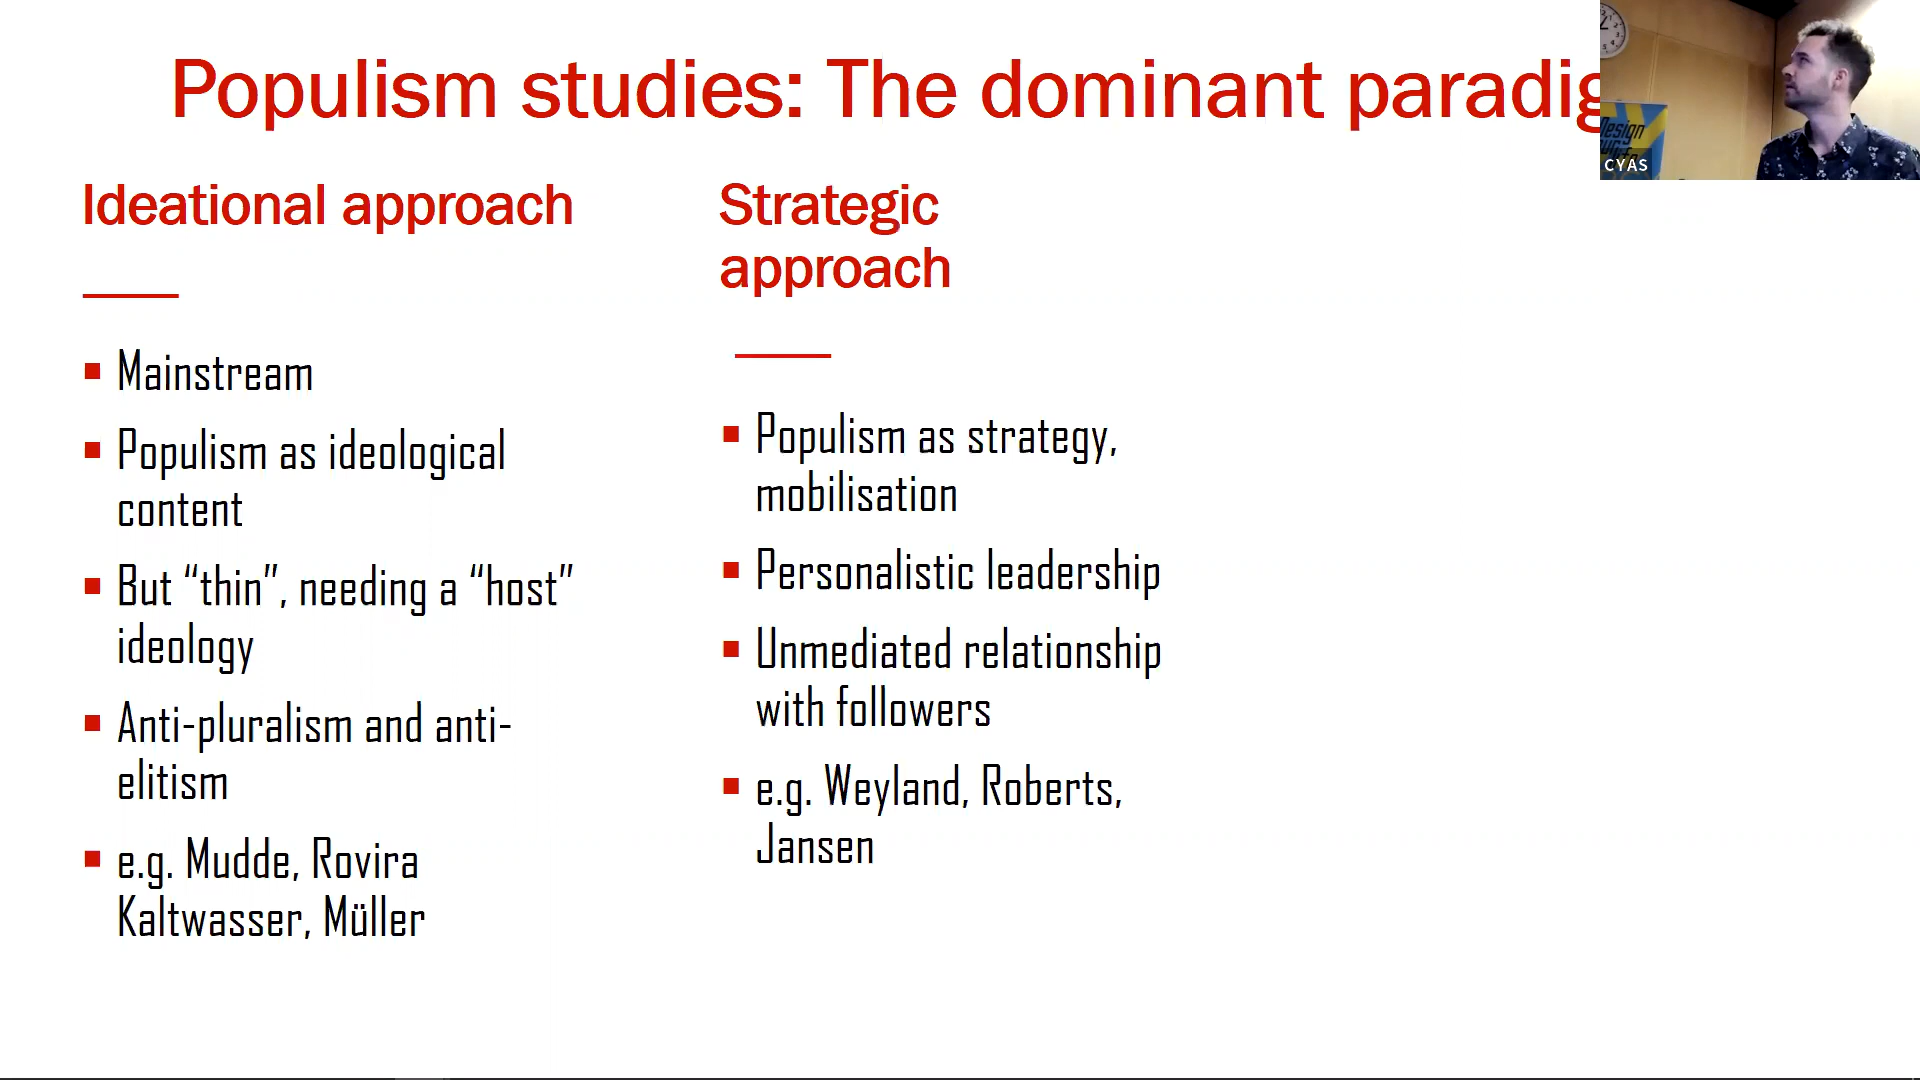 Populism studies: The dominant paradig
Ideational approach
Mainstream
Populism as ideological
content
But “thin”, needing a “host”
ideology
Anti-pluralism and anti-
elitism
e.g. Mudde, Rovira
Kaltwasser, Müller
Strategic
approach
Populism as strategy,
mobilisation
Personalistic leadership
Unmediated relationship
with followers
e.g. Weyland, Roberts,
Jansen
Design
CYAS